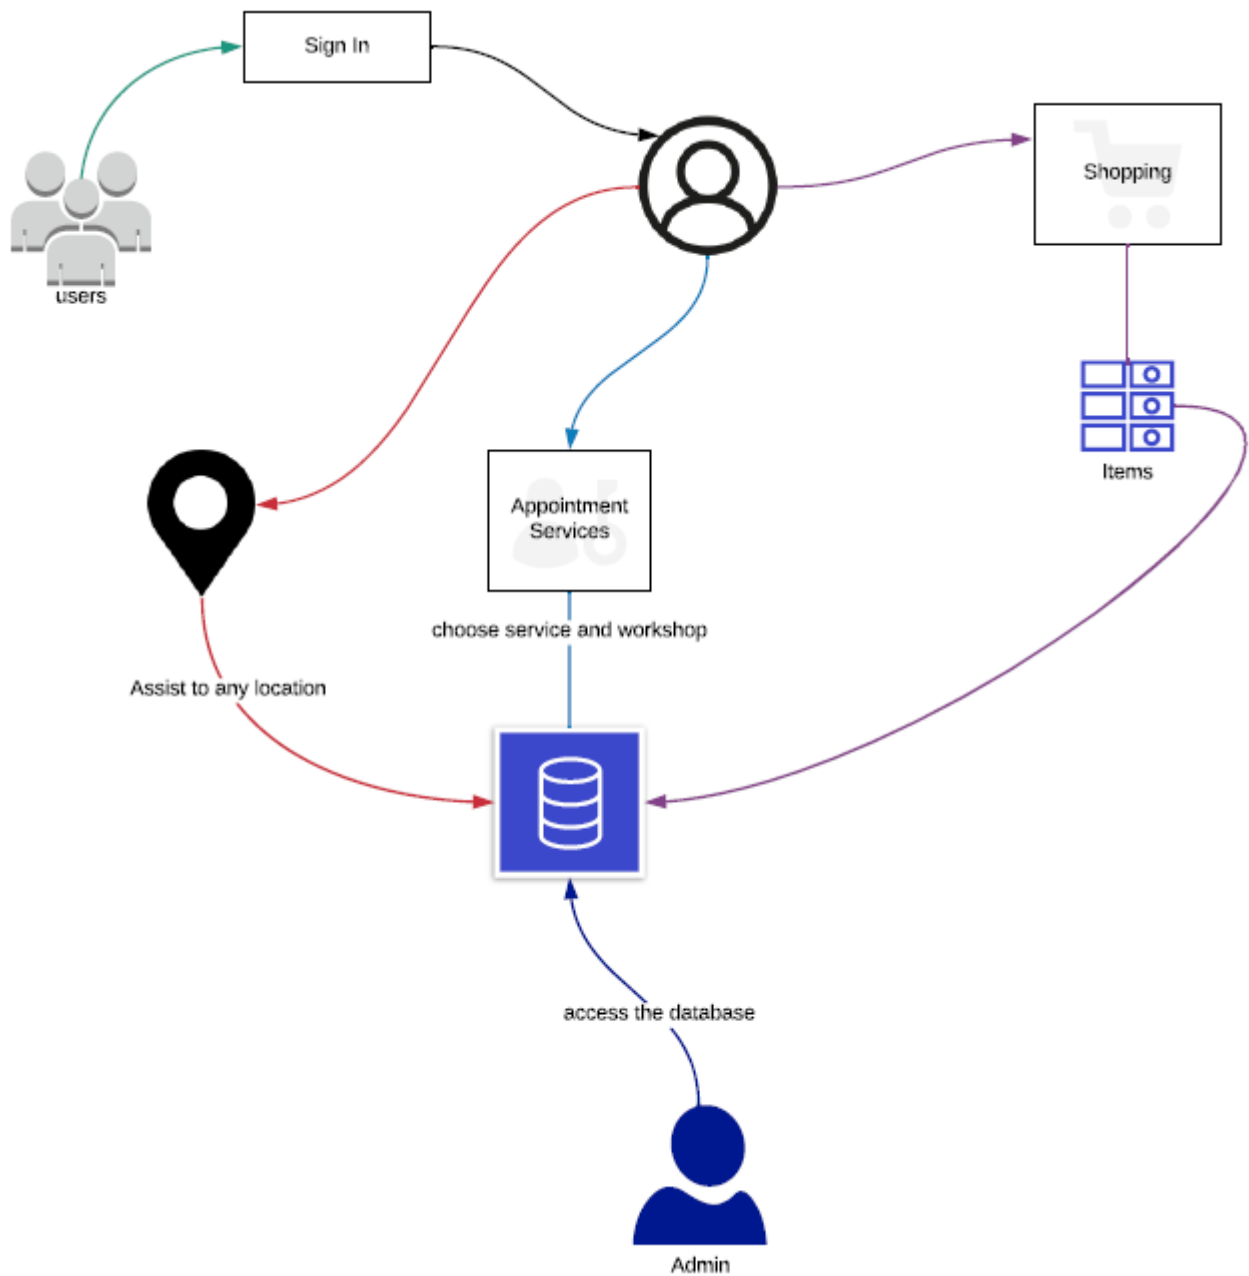 Sign In
Shopping
users
Items
Appointment
Services
choose service and workshop
Assist to any location
access the database
Admin